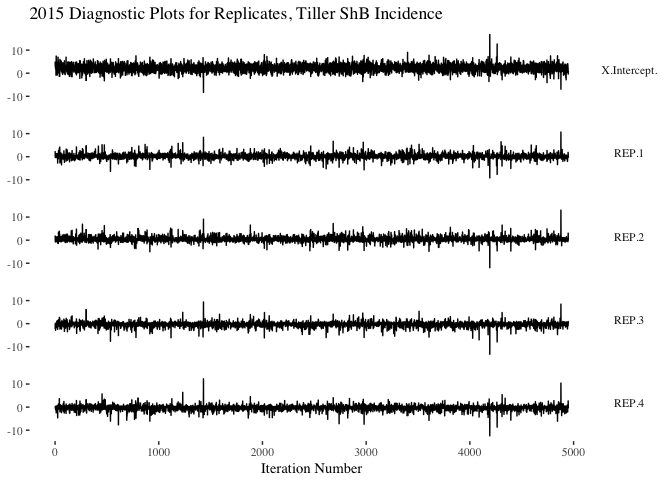 2015 Diagnostic Plots for Replicates, Tiller ShB Incidence
10
0
-10
X.Intercept.
10
0
-10
REP.1
10
0
-10
REP.2
10
0
-10
REP.3
10
0
-10
REP.4
0 1000 2000 3000 4000 5000
Iteration Number